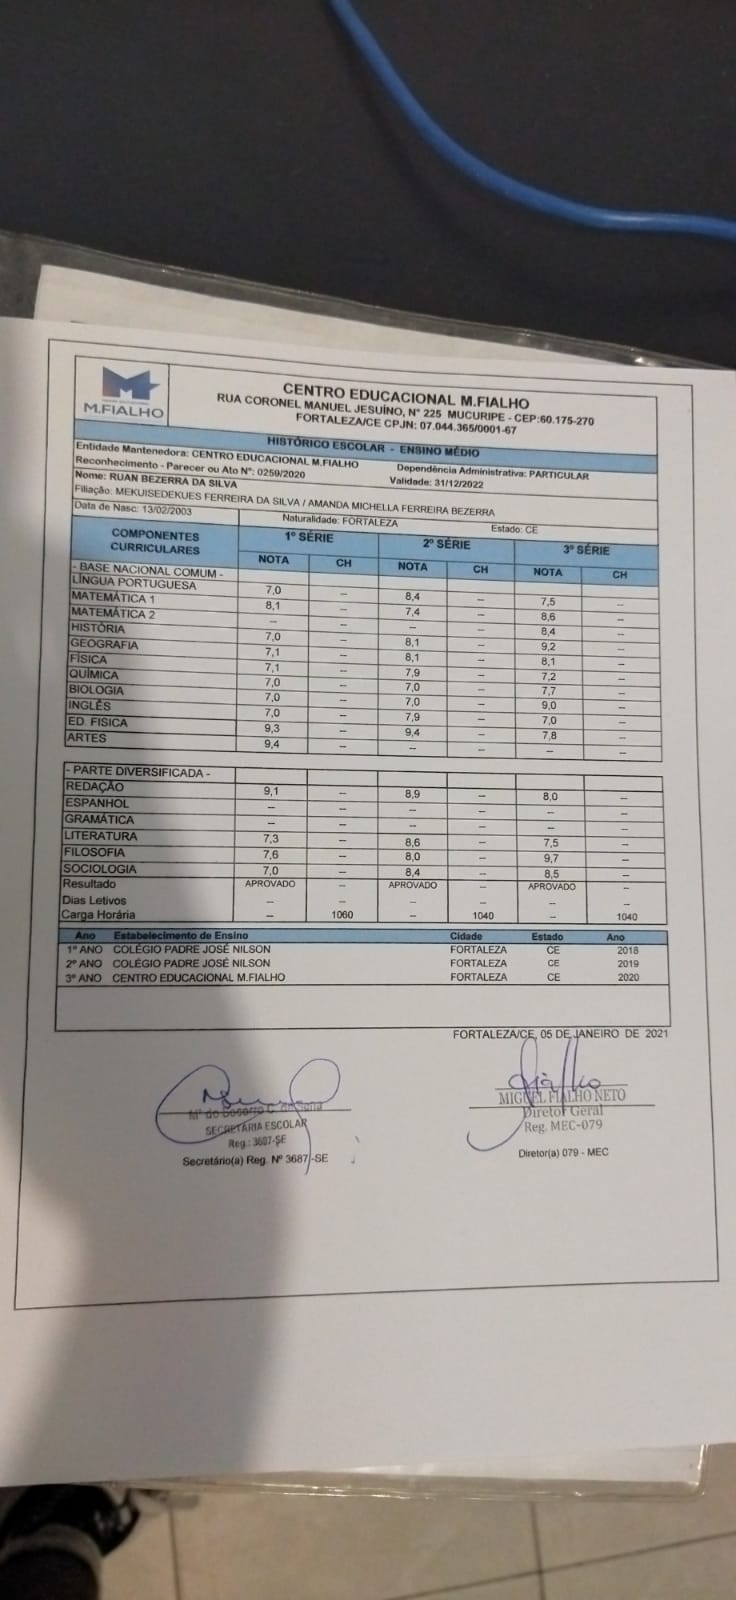 M.FIALHO
CENTRO EDUCACIONAL M.FIALHO
RUA CORONEL MANUEL JESUÍNO, N° 225 MUCURIPE - CEP:60.175-270
FORTALEZA/CE CPJN: 07.044.365/0001-67
HISTÓRICO ESCOLAR - ENSINO MÉDIO
Entidade Mantenedora: CENTRO EDUCACIONAL M.FIALHO Dependência Administrativa: PARTICULAR
Reconhecimento - Parecer ou Ato N°: 0259/2020 Validade: 31/12/2022
Nome: RUAN BEZERRA DA SILVA
Filiação: MEKUISEDEKUES FERREIRA DA SILVA / AMANDA MICHELLA FERREIRA BEZERRA
Data de Nasc: 13/02/2003 Naturalidade: FORTALEZA Estado: CE
COMPONENTES CURRICULARES 1º SÉRIE 2º SÉRIE 3º SÉRIE
NOTA CH NOTA CH NOTA CH
- BASE NACIONAL COMUM -
LÍNGUA PORTUGUESA 7,0 -- 8,4 -- 7,5 --
MATEMÁTICA 1 8,1 -- 7,4 -- 8,6 --
MATEMÁTICA 2 -- -- -- -- 8,4 --
HISTÓRIA 7,0 -- 8,1 -- 9,2 --
GEOGRAFIA 7,1 -- 8,1 -- 8,1 --
FÍSICA 7,1 -- 7,9 -- 7,2 --
QUÍMICA 7,0 -- 7,0 -- 7,7 --
BIOLOGIA 7,0 -- 7,0 -- 9,0 --
INGLÊS 7,0 -- 7,9 -- 7,0 --
ED. FISICA 9,3 -- 9,4 -- 7,8 --
ARTES 9,4 -- -- -- -- --
- PARTE DIVERSIFICADA -
REDAÇÃO 9,1 -- 8,9 -- 8,0 --
ESPANHOL -- -- -- -- -- --
GRAMÁTICA -- -- -- -- -- --
LITERATURA 7,3 -- 8,6 -- 7,5 --
FILOSOFIA 7,6 -- 8,0 -- 9,7 --
SOCIOLOGIA 7,0 -- 8,4 -- 8,5 --
Resultado APROVADO -- APROVADO -- APROVADO --
Dias Letivos -- -- -- -- -- --
Carga Horária -- 1060 -- 1040 -- 1040
Ano Estabelecimento de Ensino Cidade Estado Ano
1º ANO COLÉGIO PADRE JOSÉ NILSON FORTALEZA CE 2018
2º ANO COLÉGIO PADRE JOSÉ NILSON FORTALEZA CE 2019
3º ANO CENTRO EDUCACIONAL M.FIALHO FORTALEZA CE 2020
FORTALEZA/CE, 05 DE JANEIRO DE 2021
Mª do Socorro C.
SECRETÁRIA ESCOLAR
Reg.: 3687-SE
Secretário(a) Reg. Nº 3687 -SE
Fialho
MIGUEL FIALHO NETO
Diretor Geral
Reg. MEC-079
Diretor(a) 079 - MEC